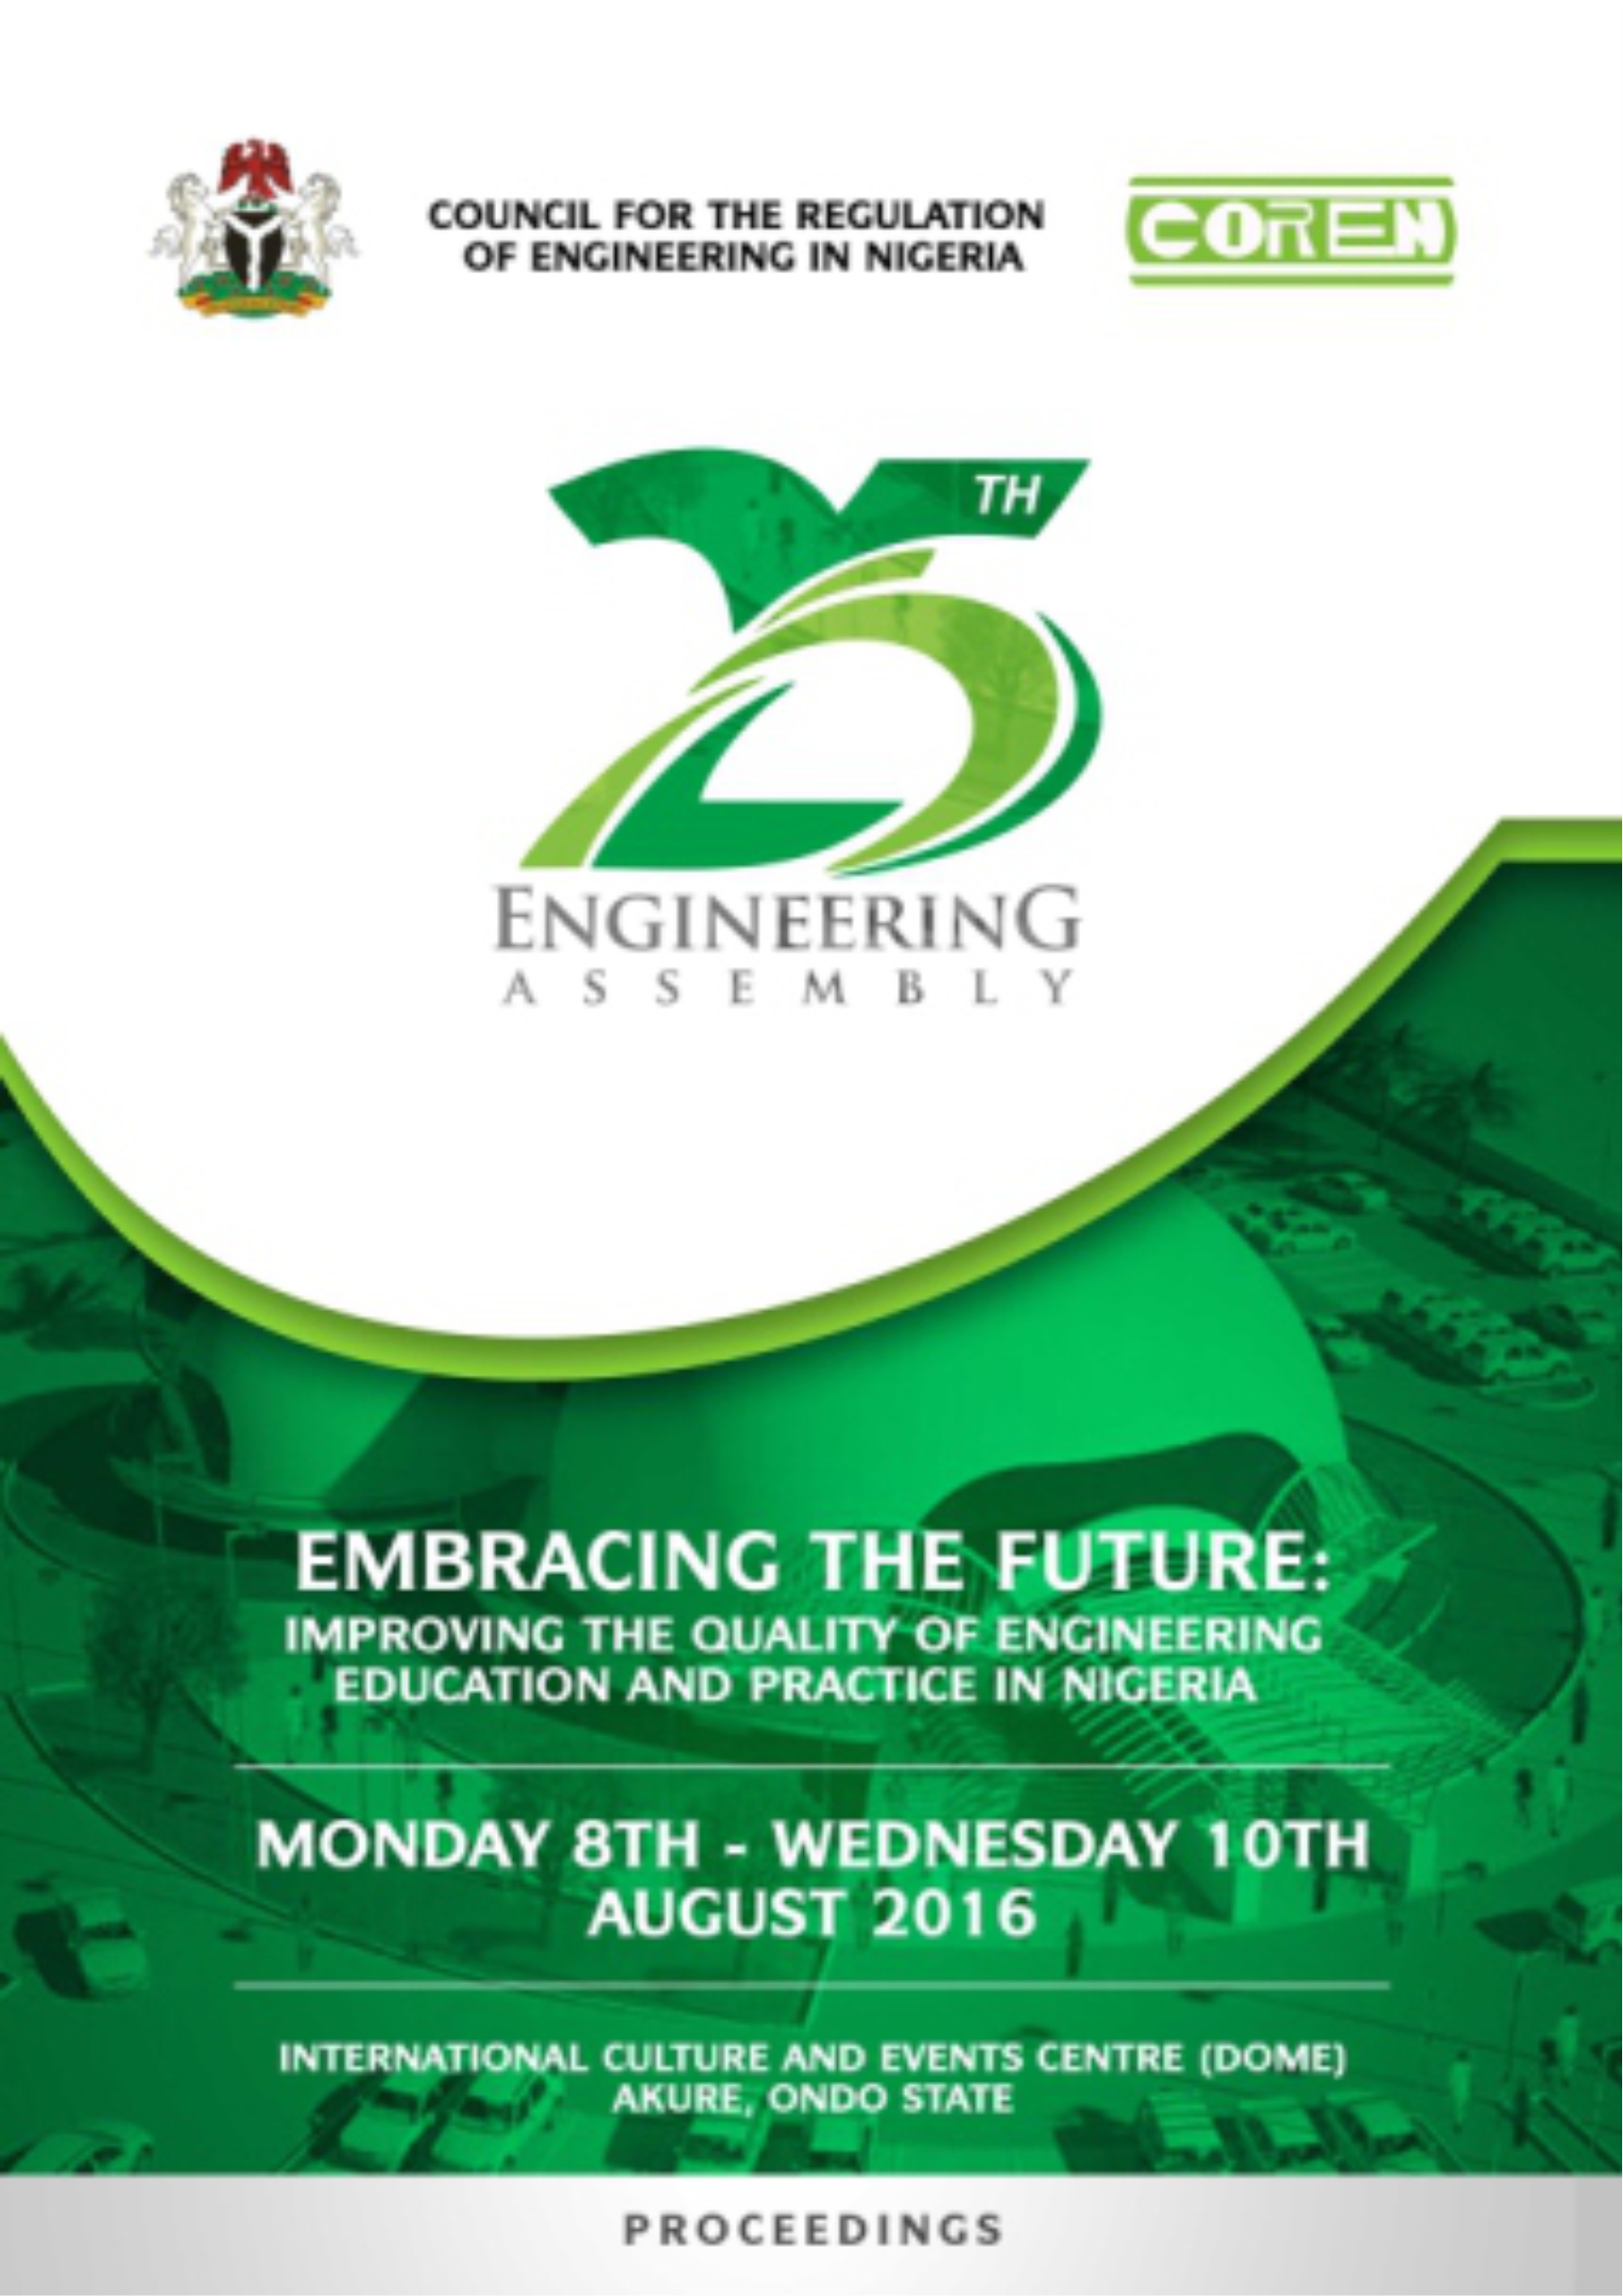 COUNCIL FOR THE REGULATION
OF ENGINEERING IN NIGERIA
COREN
25TH
ENGINEERING
ASSEMBLY
EMBRACING THE FUTURE:
IMPROVING THE QUALITY OF ENGINEERING
EDUCATION AND PRACTICE IN NIGERIA
MONDAY 8TH - WEDNESDAY 10TH
AUGUST 2016
INTERNATIONAL CULTURE AND EVENTS CENTRE (DOME)
AKURE, ONDO STATE
PROCEEDINGS